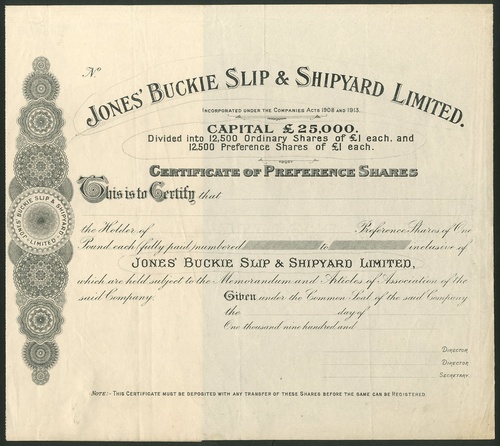 No
JONES' BUCKIE SLIP & SHIPYARD LIMITED.
INCORPORATED UNDER THE COMPANIES ACTS 1908 AND 1913.
CAPITAL £25,000.
Divided into 12,500 Ordinary Shares of £1 each. and
12,500 Preference Shares of £1 each.
CERTIFICATE OF PREFERENCE SHARES
This is to Certify that
JONES' BUCKIE SLIP & SHIPYARD LIMITED.
the Holder of Preference Shares of One
Pound each (fully paid) numbered to inclusive of
JONES' BUCKIE SLIP & SHIPYARD LIMITED,
which are held subject to the Memorandum and Articles of Association of the
said Company. Given under the Common Seal of the said Company
the day of
One thousand nine hundred and
DIRECTOR
DIRECTOR
SECRETARY.
NOTE:- THIS CERTIFICATE MUST BE DEPOSITED WITH ANY TRANSFER OF THESE SHARES BEFORE THE SAME CAN BE REGISTERED.